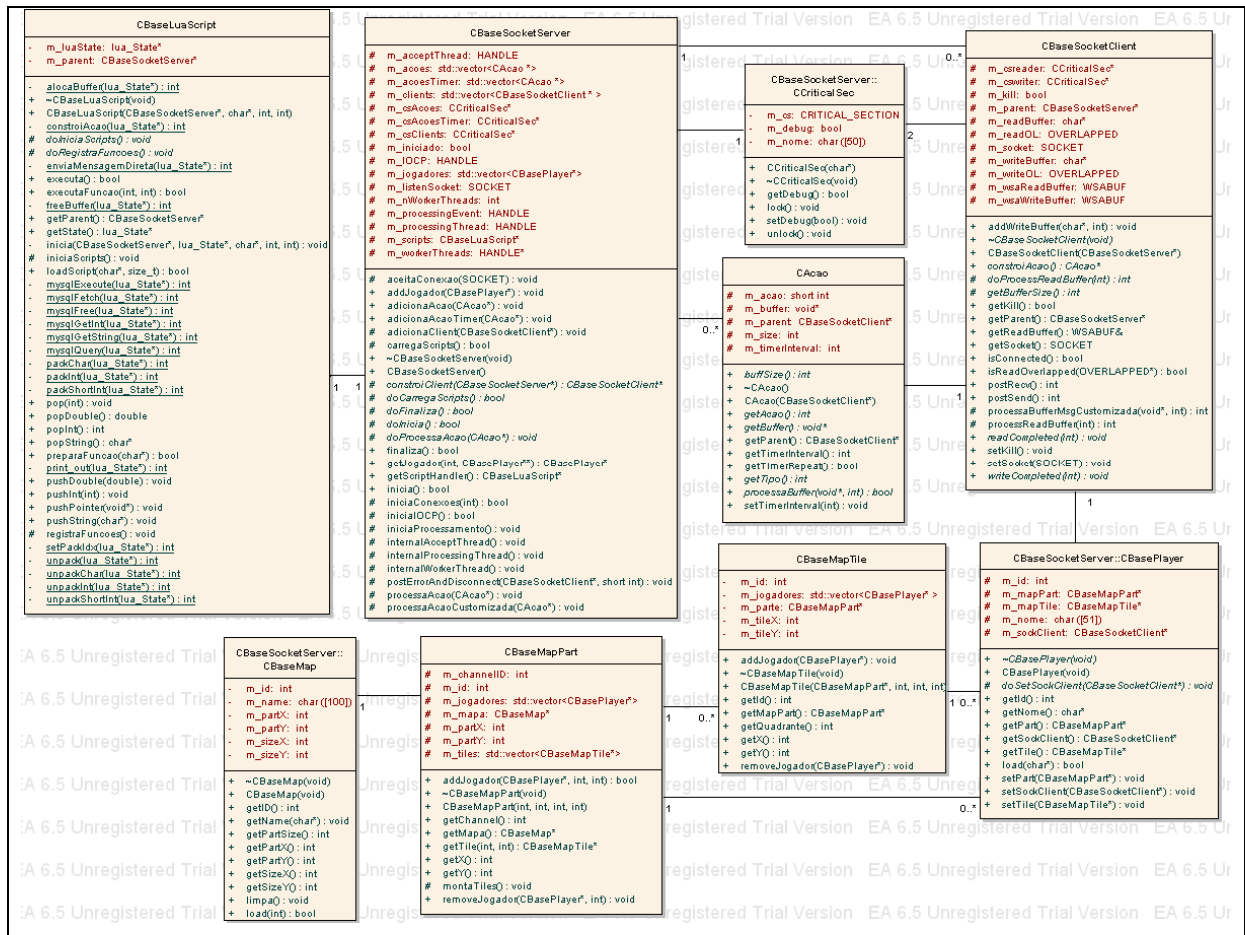 CBaseLuaScript
- m_luaState: lua_State*
- m_parent: CBaseSocketServer*
- alocaBuffer(lua_State*) : int
+ ~CBaseLuaScript(void)
+ CBaseLuaScript(CBaseSocketServer*, char*, int, int)
- constroiAcao(lua_State*) : int
# doIniciaScripts() : void
# doRegistraFuncoes() : void
- enviaMensagemDireta(lua_State*) : int
+ executa() : bool
+ executaFuncao(int, int) : bool
- freeBuffer(lua_State*) : int
+ getParent() : CBaseSocketServer*
+ getState() : lua_State*
- inicia(CBaseSocketServer*, lua_State*, char*, int, int) : void
# iniciaScripts() : void
+ loadScript(char*, size_t) : bool
- mysqlExecute(lua_State*) : int
- mysqlFetch(lua_State*) : int
- mysqlFree(lua_State*) : int
- mysqlGetInt(lua_State*) : int
- mysqlGetString(lua_State*) : int
- mysqlQuery(lua_State*) : int
- packChar(lua_State*) : int
- packInt(lua_State*) : int
- packShortInt(lua_State*) : int
+ pop(int) : void
+ popDouble() : double
+ popInt() : int
+ popString() : char*
+ preparaFuncao(char*) : bool
- print_out(lua_State*) : int
+ pushDouble(double) : void
+ pushInt(int) : void
+ pushPointer(void*) : void
+ pushString(char*) : void
# registraFuncoes() : void
- setPackIdx(lua_State*) : int
- unpack(lua_State*) : int
- unpackChar(lua_State*) : int
- unpackInt(lua_State*) : int
- unpackShortInt(lua_State*) : int
CBaseSocketServer
# m_acceptThread: HANDLE
# m_acoes: std::vector<CAcao *>
# m_acoesTimer: std::vector<CAcao *>
# m_clients: std::vector<CBaseSocketClient * >
# m_csAcoes: CCriticalSec*
# m_csAcoesTimer: CCriticalSec*
# m_csClients: CCriticalSec*
# m_iniciado: bool
# m_IOCP: HANDLE
# m_jogadores: std::vector<CBasePlayer*>
# m_listenSocket: SOCKET
# m_nWorkerThreads: int
# m_processingEvent: HANDLE
# m_processingThread: HANDLE
# m_scripts: CBaseLuaScript*
# m_workerThreads: HANDLE*
# aceitaConexao(SOCKET) : void
+ addJogador(CBasePlayer*) : void
+ adicionaAcao(CAcao*) : void
+ adicionaAcaoTimer(CAcao*) : void
# adicionaClient(CBaseSocketClient*) : void
# carregaScripts() : bool
+ ~CBaseSocketServer(void)
+ CBaseSocketServer()
# constroiClient(CBaseSocketServer*) : CBaseSocketClient*
# doCarregaScripts() : bool
# doFinaliza() : bool
# doInicia() : bool
# doProcessaAcao(CAcao*) : void
+ finaliza() : bool
+ getJogador(int, CBasePlayer**) : CBasePlayer*
+ getScriptHandler() : CBaseLuaScript*
+ inicia() : bool
# iniciaConexoes(int) : bool
# iniciaIOCP() : bool
# iniciaProcessamento() : void
+ internalAcceptThread() : void
+ internalProcessingThread() : void
+ internalWorkerThread() : void
# postErrorAndDisconnect(CBaseSocketClient*, short int) : void
# processaAcao(CAcao*) : void
# processaAcaoCustomizada(CAcao*) : void
CBaseSocketServer::
CCriticalSec
- m_cs: CRITICAL_SECTION
- m_debug: bool
- m_nome: char ([50])
+ CCriticalSec(char*)
+ ~CCriticalSec(void)
+ getDebug() : bool
+ lock() : void
+ setDebug(bool) : void
+ unlock() : void
CAcao
# m_acao: short int
# m_buffer: void*
# m_parent: CBaseSocketClient*
# m_size: int
# m_timerInterval: int
+ buffSize() : int
+ ~CAcao()
+ CAcao(CBaseSocketClient*)
+ getAcao() : int
+ getBuffer() : void*
+ getParent() : CBaseSocketClient*
+ getTimerInterval() : int
+ getTimerRepeat() : bool
+ getTipo() : int
+ processaBuffer(void*, int) : bool
+ setTimerInterval(int) : void
CBaseSocketClient
# m_csreader: CCriticalSec*
# m_cswriter: CCriticalSec*
# m_kill: bool
# m_parent: CBaseSocketServer*
# m_readBuffer: char*
# m_readOL: OVERLAPPED
# m_socket: SOCKET
# m_writeBuffer: char*
# m_writeOL: OVERLAPPED
# m_wsaReadBuffer: WSABUF
# m_wsaWriteBuffer: WSABUF
+ addWriteBuffer(char*, int) : void
+ ~CBaseSocketClient(void)
+ CBaseSocketClient(CBaseSocketServer*)
+ constroiAcao() : CAcao*
# doProcessReadBuffer(int) : int
# getBufferSize() : int
+ getKill() : bool
+ getParent() : CBaseSocketServer*
+ getReadBuffer() : WSABUF&
+ getSocket() : SOCKET
+ isConnected() : bool
+ isReadOverlapped(OVERLAPPED*) : bool
+ postRecv() : int
+ postSend() : int
# processaBufferMsgCustomizada(void*, int) : int
# processReadBuffer(int) : int
+ readCompleted(int) : void
+ setKill() : void
+ setSocket(SOCKET) : void
+ writeCompleted(int) : void
CBaseMapTile
- m_id: int
- m_jogadores: std::vector<CBasePlayer* >
- m_parte: CBaseMapPart*
- m_tileX: int
- m_tileY: int
+ addJogador(CBasePlayer*) : void
+ ~CBaseMapTile(void)
+ CBaseMapTile(CBaseMapPart*, int, int, int)
+ getId() : int
+ getMapPart() : CBaseMapPart*
+ getQuadrante() : int
+ getX() : int
+ getY() : int
+ removeJogador(CBasePlayer*) : void
CBaseSocketServer::CBasePlayer
# m_id: int
# m_mapPart: CBaseMapPart*
# m_mapTile: CBaseMapTile*
# m_nome: char ([51])
# m_sockClient: CBaseSocketClient*
+ ~CBasePlayer(void)
+ CBasePlayer(void)
# doSetSockClient(CBaseSocketClient*) : void
+ getId() : int
+ getNome() : char*
+ getPart() : CBaseMapPart*
+ getSockClient() : CBaseSocketClient*
+ getTile() : CBaseMapTile*
+ load(char*) : bool
+ setPart(CBaseMapPart*) : void
+ setSockClient(CBaseSocketClient*) : void
+ setTile(CBaseMapTile*) : void
CBaseSocketServer::
CBaseMap
- m_id: int
- m_name: char ([100])
- m_partX: int
- m_partY: int
- m_sizeX: int
- m_sizeY: int
+ ~CBaseMap(void)
+ CBaseMap(void)
+ getID() : int
+ getName(char*) : void
+ getPartSize() : int
+ getPartX() : int
+ getPartY() : int
+ getSizeX() : int
+ getSizeY() : int
+ limpa() : void
+ load(int) : bool
CBaseMapPart
# m_channelID: int
# m_id: int
# m_jogadores: std::vector<CBasePlayer*>
# m_mapa: CBaseMap*
# m_partX: int
# m_partY: int
# m_tiles: std::vector<CBaseMapTile*>
+ addJogador(CBasePlayer*, int, int) : bool
+ ~CBaseMapPart(void)
+ CBaseMapPart(int, int, int, int)
+ getChannel() : int
+ getMapa() : CBaseMap*
+ getTile(int, int) : CBaseMapTile*
+ getX() : int
+ getY() : int
# montaTiles() : void
+ removeJogador(CBasePlayer*, int) : void
1 0..*
1 2
0..*
1
1 1
1
1
1 0..*
1 0..*
1 0..*
EA 6.5 Unregistered Trial Version